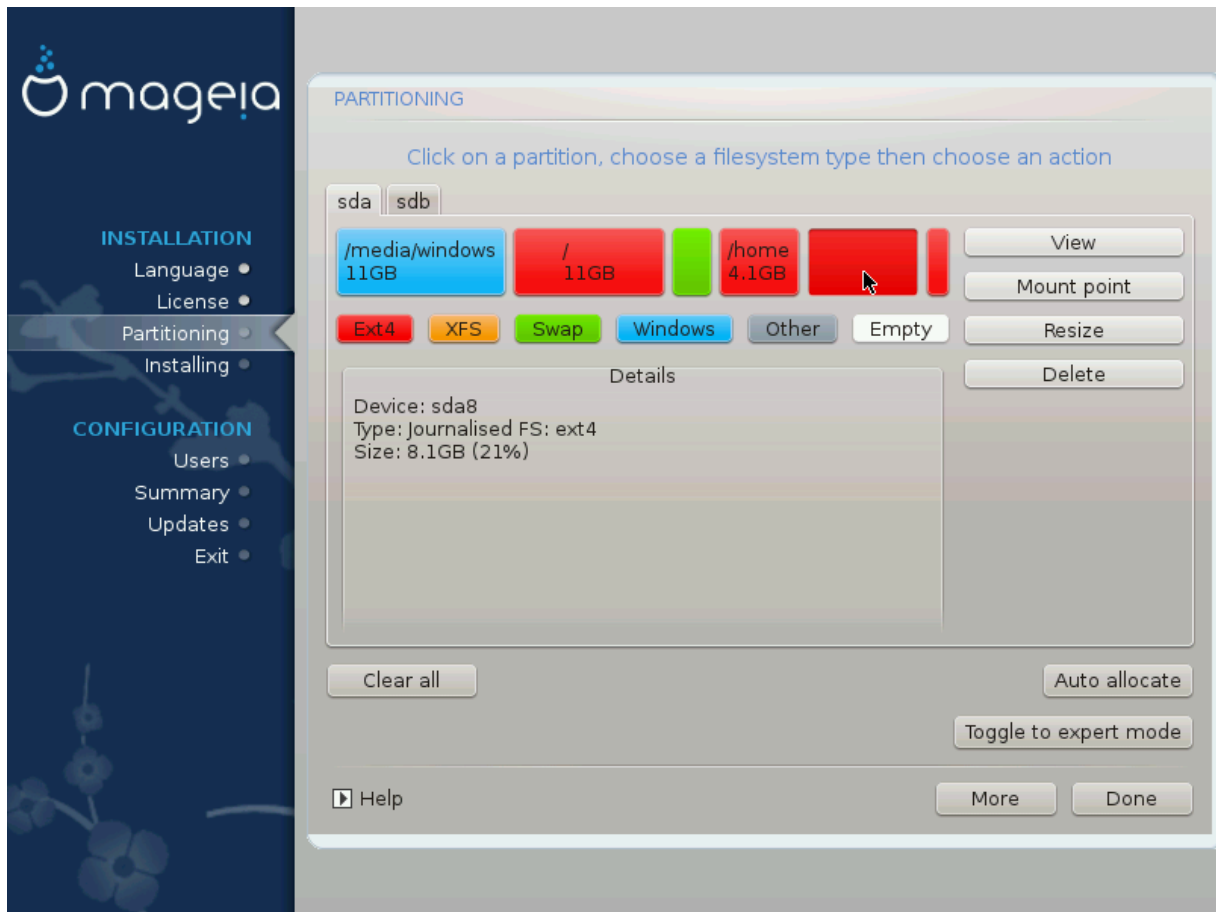 mageia
INSTALLATION
Language
License
Partitioning
Installing
CONFIGURATION
Users
Summary
Updates
Exit
PARTITIONING
Click on a partition, choose a filesystem type then choose an action
sda
sdb
/media/windows
11GB
/
11GB
/home
4.1GB
Ext4
XFS
Swap
Windows
Other
Empty
View
Mount point
Resize
Delete
Details
Device: sda8
Type: Journalised FS: ext4
Size: 8.1GB (21%)
Clear all
Auto allocate
Toggle to expert mode
Help
More
Done